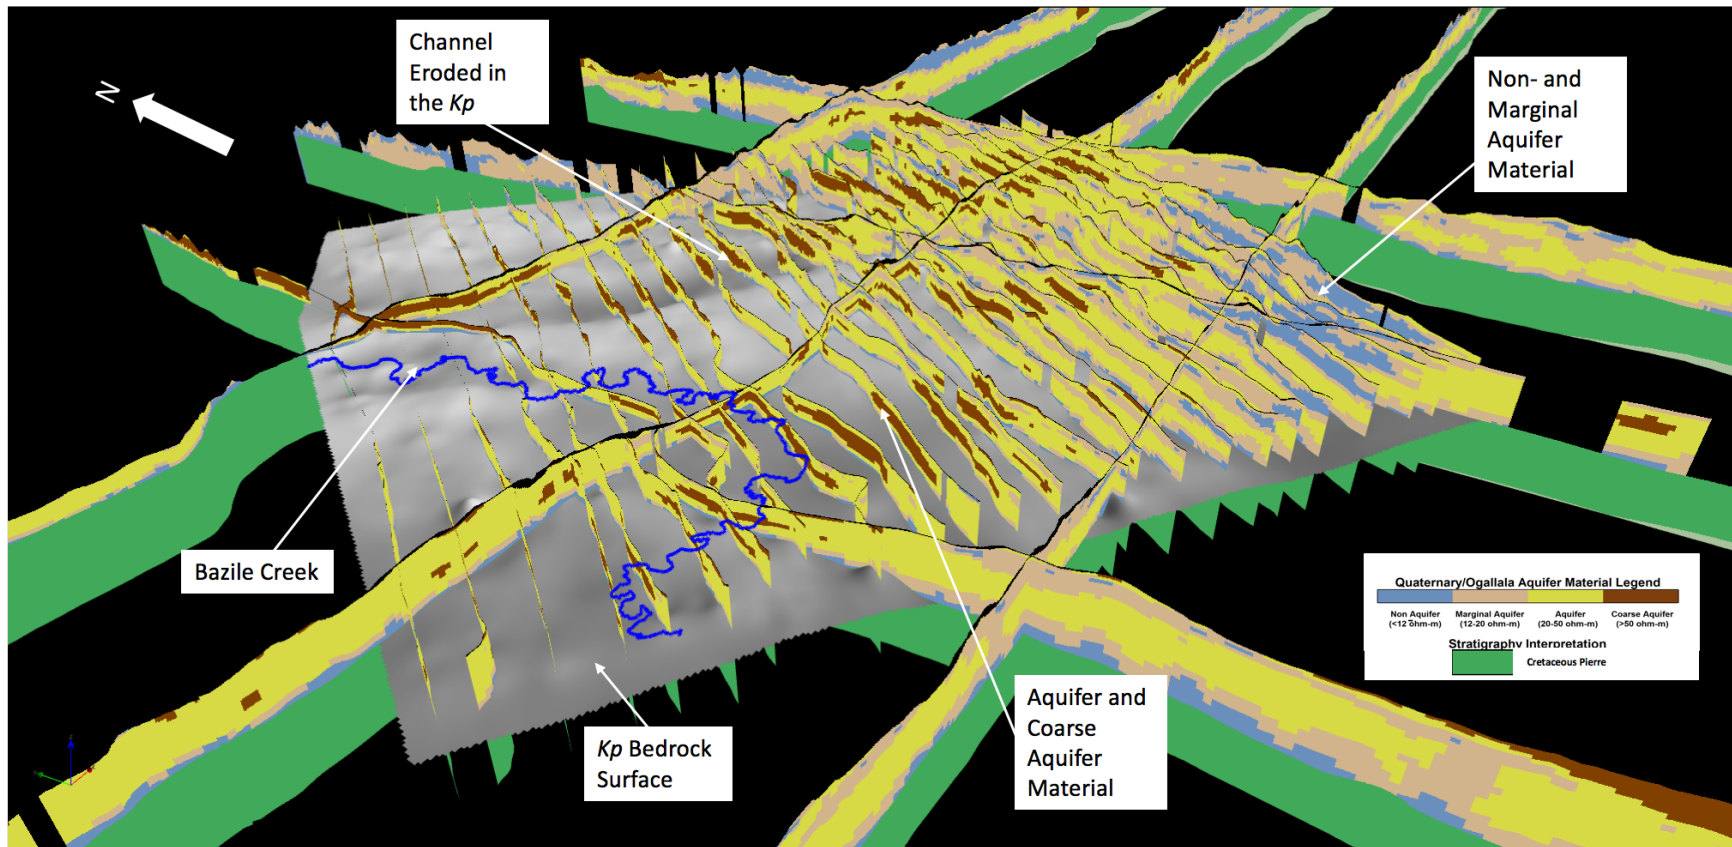 Channel
Eroded in
the Kp
N
Non- and
Marginal
Aquifer
Material
Bazile Creek
Kp Bedrock
Surface
Aquifer and
Coarse
Aquifer
Material
Quaternary/Ogallala Aquifer Material Legend
Non Aquifer Marginal Aquifer Aquifer Coarse Aquifer
(<12 ohm-m) (12-20 ohm-m) (20-50 ohm-m) (>50 ohm-m)
Stratigraphy Interpretation
Cretaceous Pierre